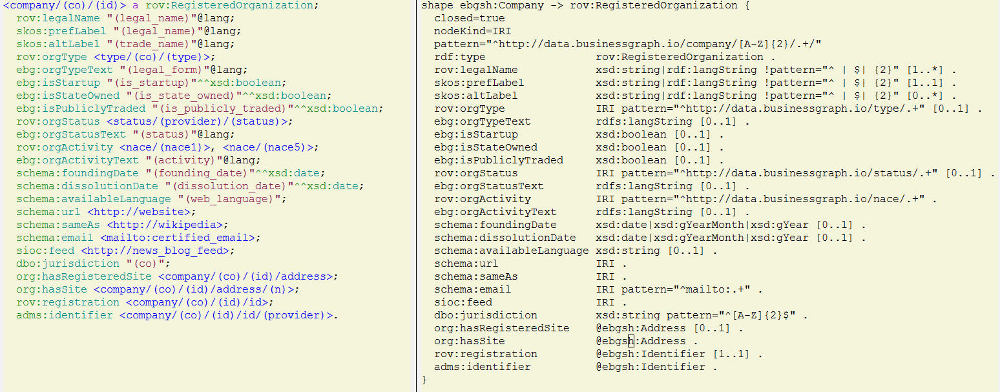 <company/(co)/(id)> a rov:RegisteredOrganization;
  rov:legalName "(legal_name)"@lang;
  skos:prefLabel "(legal_name)"@lang;
  skos:altLabel "(trade_name)"@lang;
  rov:orgType <type/(co)/(type)>;
  ebg:orgTypeText "(legal_form)"@lang;
  ebg:isStartup "(is_startup)"^^xsd:boolean;
  ebg:isStateOwned "(is_state_owned)"^^xsd:boolean;
  ebg:isPubliclyTraded "(is_publicly_traded)"^^xsd:boolean;
  rov:orgStatus <status/(provider)/(status)>;
  ebg:orgStatusText "(status)"@lang;
  rov:orgActivity <nace/(nace1)>, <nace/(nace5)>;
  ebg:orgActivityText "(activity)"@lang;
  schema:foundingDate "(founding_date)"^^xsd:date;
  schema:dissolutionDate "(dissolution_date)"^^xsd:date;
  schema:availableLanguage "(web_language)";
  schema:url <http://website>;
  schema:sameAs <http://wikipedia>;
  schema:email <mailto:certified_email>;
  sioc:feed <http://news_blog_feed>;
  dbo:jurisdiction "(co)";
  org:hasRegisteredSite <company/(co)/(id)/address>;
  org:hasSite <company/(co)/(id)/address/(n)>;
  rov:registration <company/(co)/(id)/id>;
  adms:identifier <company/(co)/(id)/id/(provider)>.
shape ebgsh:Company -> rov:RegisteredOrganization {
  closed=true
  nodeKind=IRI
  pattern="^http://data.businessgraph.io/company/[A-Z]{2}/.+/"
  rdf:type                 rov:RegisteredOrganization .
  rov:legalName            xsd:string|rdf:langString !pattern="^ | $| {2}" [1..*] .
  skos:prefLabel           xsd:string|rdf:langString !pattern="^ | $| {2}" [1..1] .
  skos:altLabel            xsd:string|rdf:langString !pattern="^ | $| {2}" [0..*] .
  rov:orgType              IRI pattern="^http://data.businessgraph.io/type/.+" [0..1] .
  ebg:orgTypeText          rdfs:langString [0..1] .
  ebg:isStartup            xsd:boolean [0..1] .
  ebg:isStateOwned         xsd:boolean [0..1] .
  ebg:isPubliclyTraded     xsd:boolean [0..1] .
  rov:orgStatus            IRI pattern="^http://data.businessgraph.io/status/.+" [0..1] .
  ebg:orgStatusText        rdfs:langString [0..1] .
  rov:orgActivity          IRI pattern="^http://data.businessgraph.io/nace/.+" .
  ebg:orgActivityText      rdfs:langString [0..1] .
  schema:foundingDate      xsd:date|xsd:gYearMonth|xsd:gYear [0..1] .
  schema:dissolutionDate   xsd:date|xsd:gYearMonth|xsd:gYear [0..1] .
  schema:availableLanguage xsd:string [0..1] .
  schema:url               IRI .
  schema:sameAs            IRI .
  schema:email             IRI pattern="^mailto:.+" .
  sioc:feed                IRI .
  dbo:jurisdiction         xsd:string pattern="^[A-Z]{2}$" .
  org:hasRegisteredSite    @ebgsh:Address [0..1] .
  org:hasSite              @ebgsh:Address .
  rov:registration         @ebgsh:Identifier [1..1] .
  adms:identifier          @ebgsh:Identifier .
}